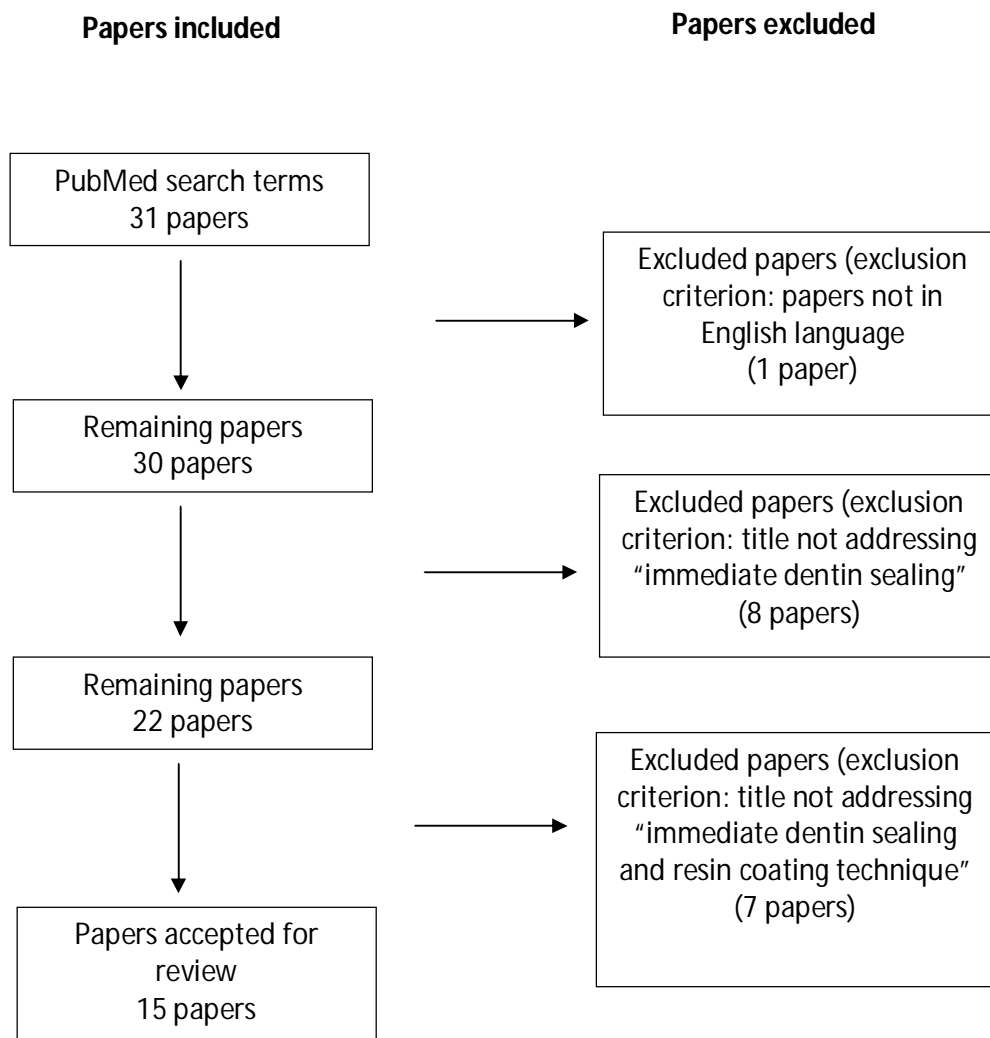 Papers included
Papers excluded
PubMed search terms
31 papers
Excluded papers (exclusion
criterion: papers not in
English language
(1 paper)
Remaining papers
30 papers
Excluded papers (exclusion
criterion: title not addressing
“immediate dentin sealing”
(8 papers)
Remaining papers
22 papers
Excluded papers (exclusion
criterion: title not addressing
“immediate dentin sealing
and resin coating technique”
(7 papers)
Papers accepted for
review
15 papers